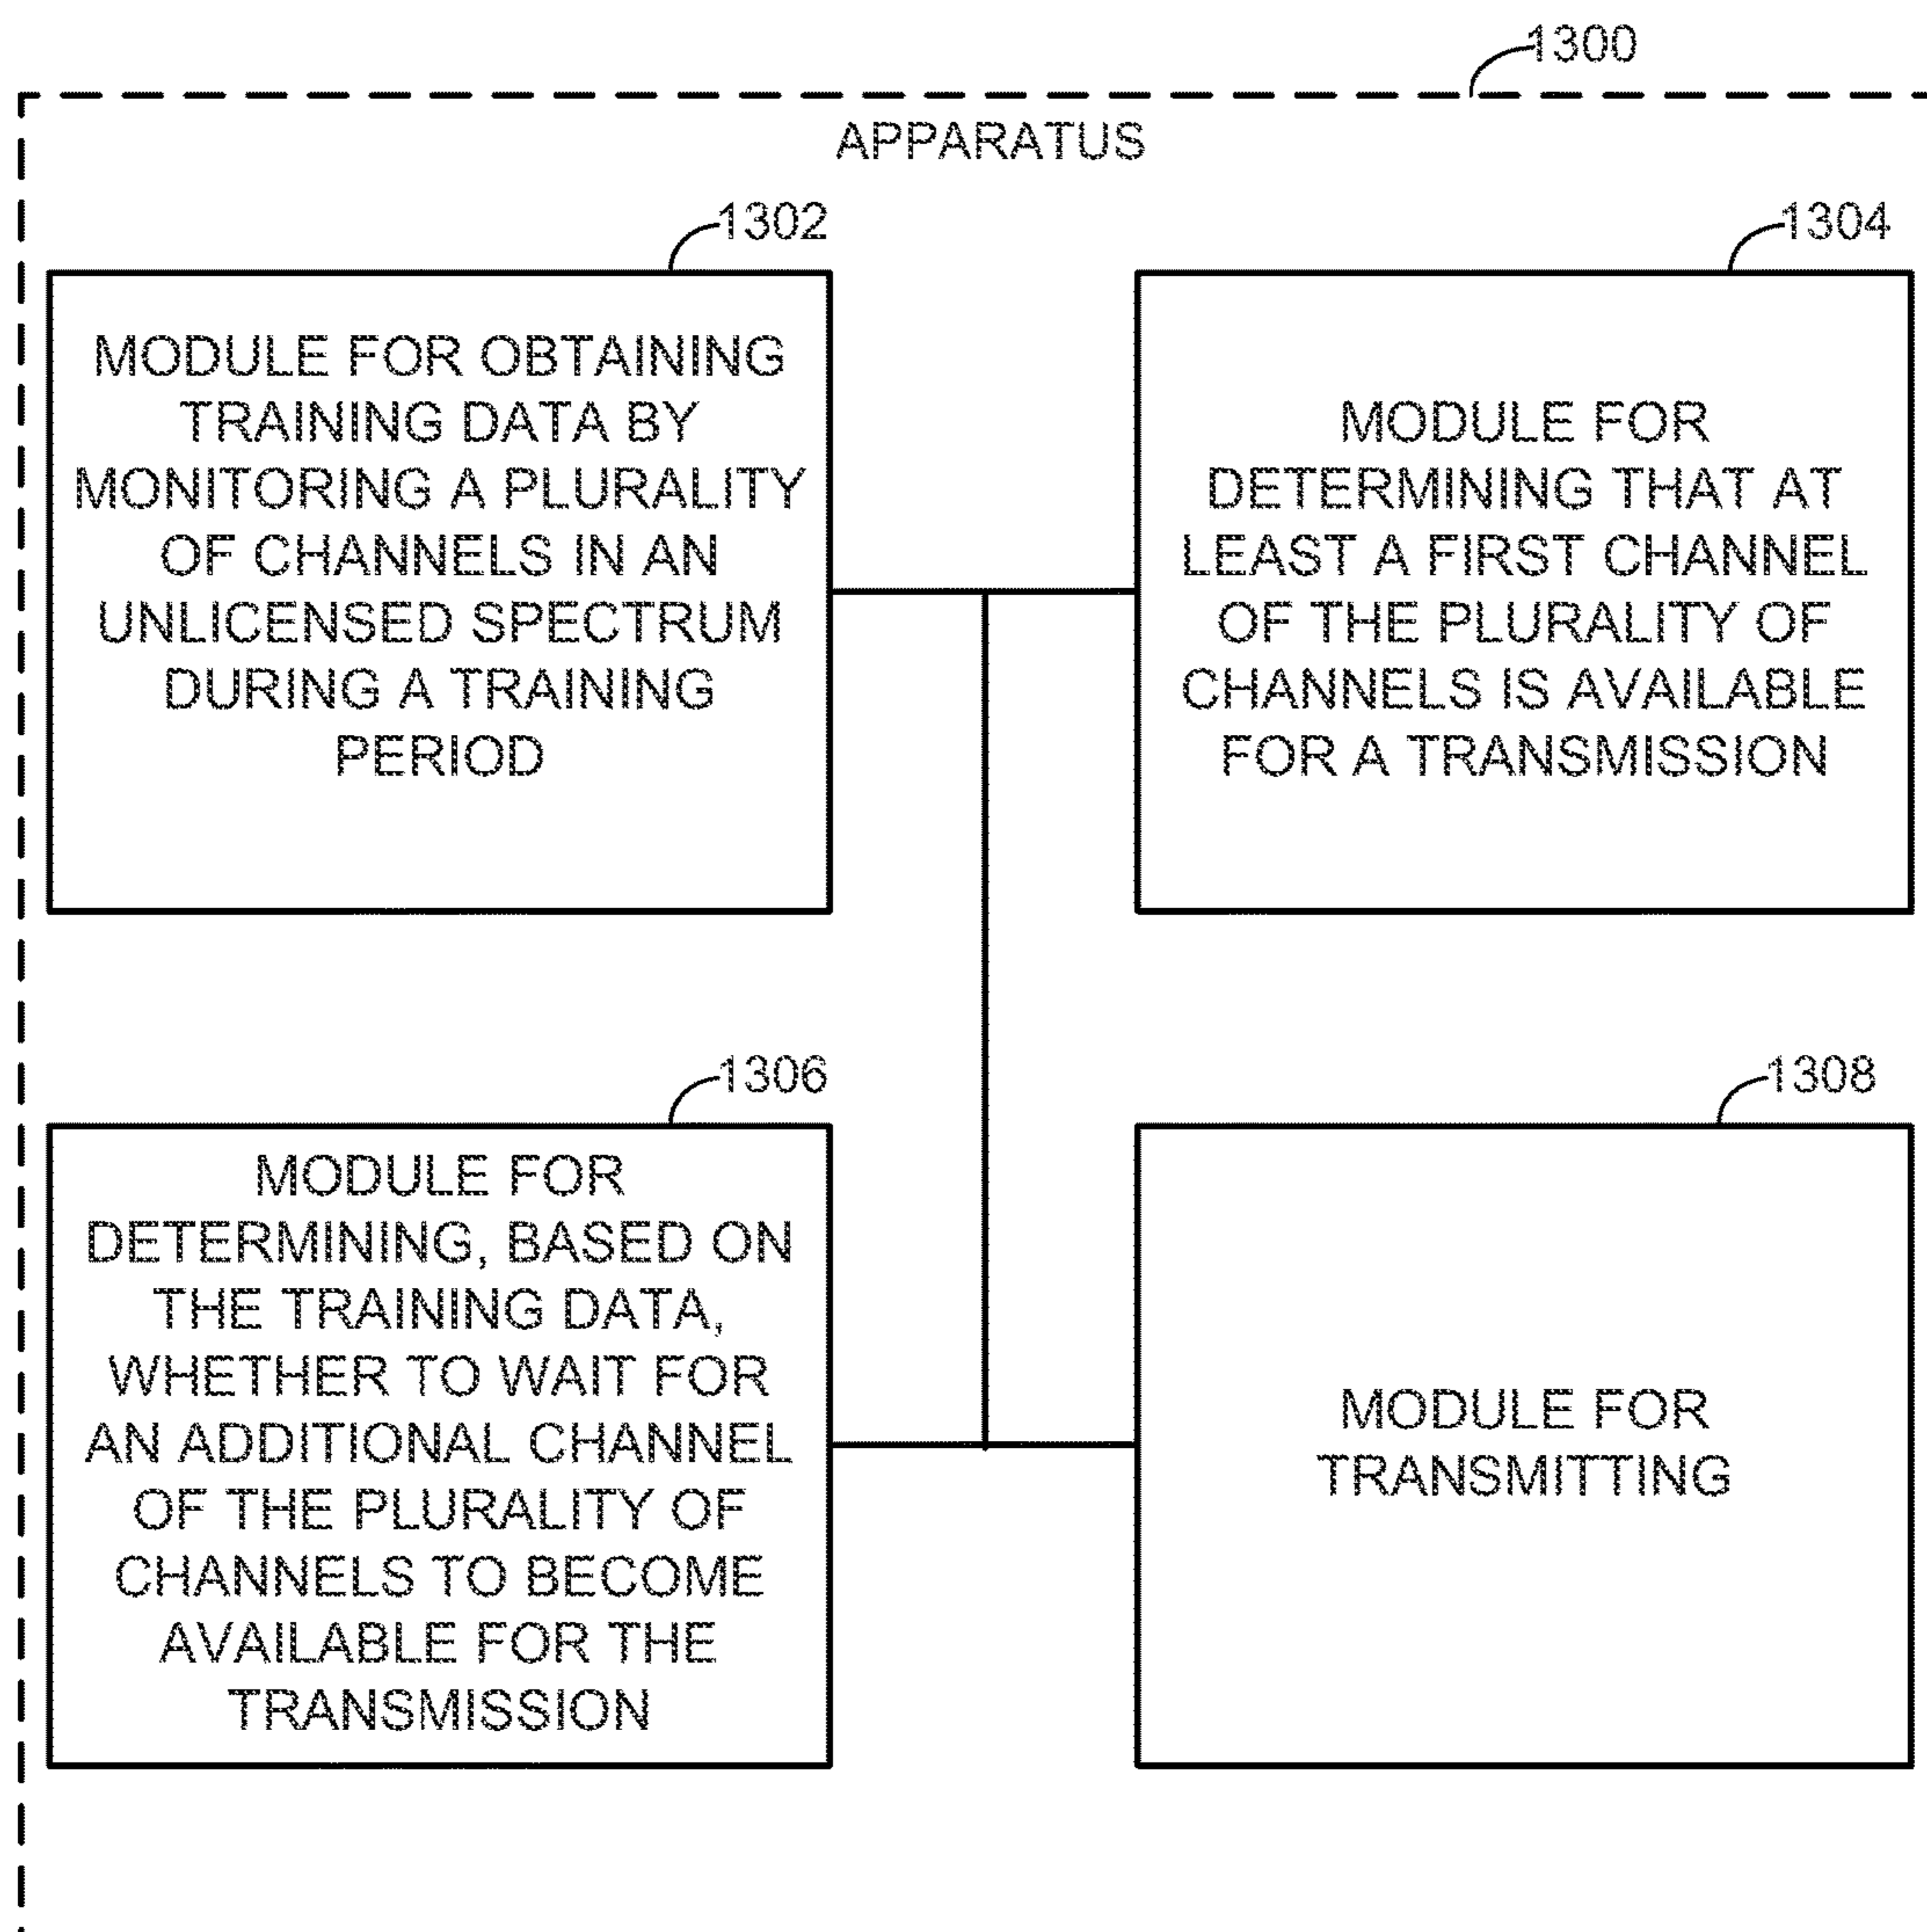 1300
APPARATUS
1302
MODULE FOR OBTAINING
TRAINING DATA BY
MONITORING A PLURALITY
OF CHANNELS IN AN
UNLICENSED SPECTRUM
DURING A TRAINING
PERIOD
1304
MODULE FOR
DETERMINING THAT AT
LEAST A FIRST CHANNEL
OF THE PLURALITY OF
CHANNELS IS AVAILABLE
FOR A TRANSMISSION
1306
MODULE FOR
DETERMINING, BASED ON
THE TRAINING DATA,
WHETHER TO WAIT FOR
AN ADDITIONAL CHANNEL
OF THE PLURALITY OF
CHANNELS TO BECOME
AVAILABLE FOR THE
TRANSMISSION
1308
MODULE FOR
TRANSMITTING